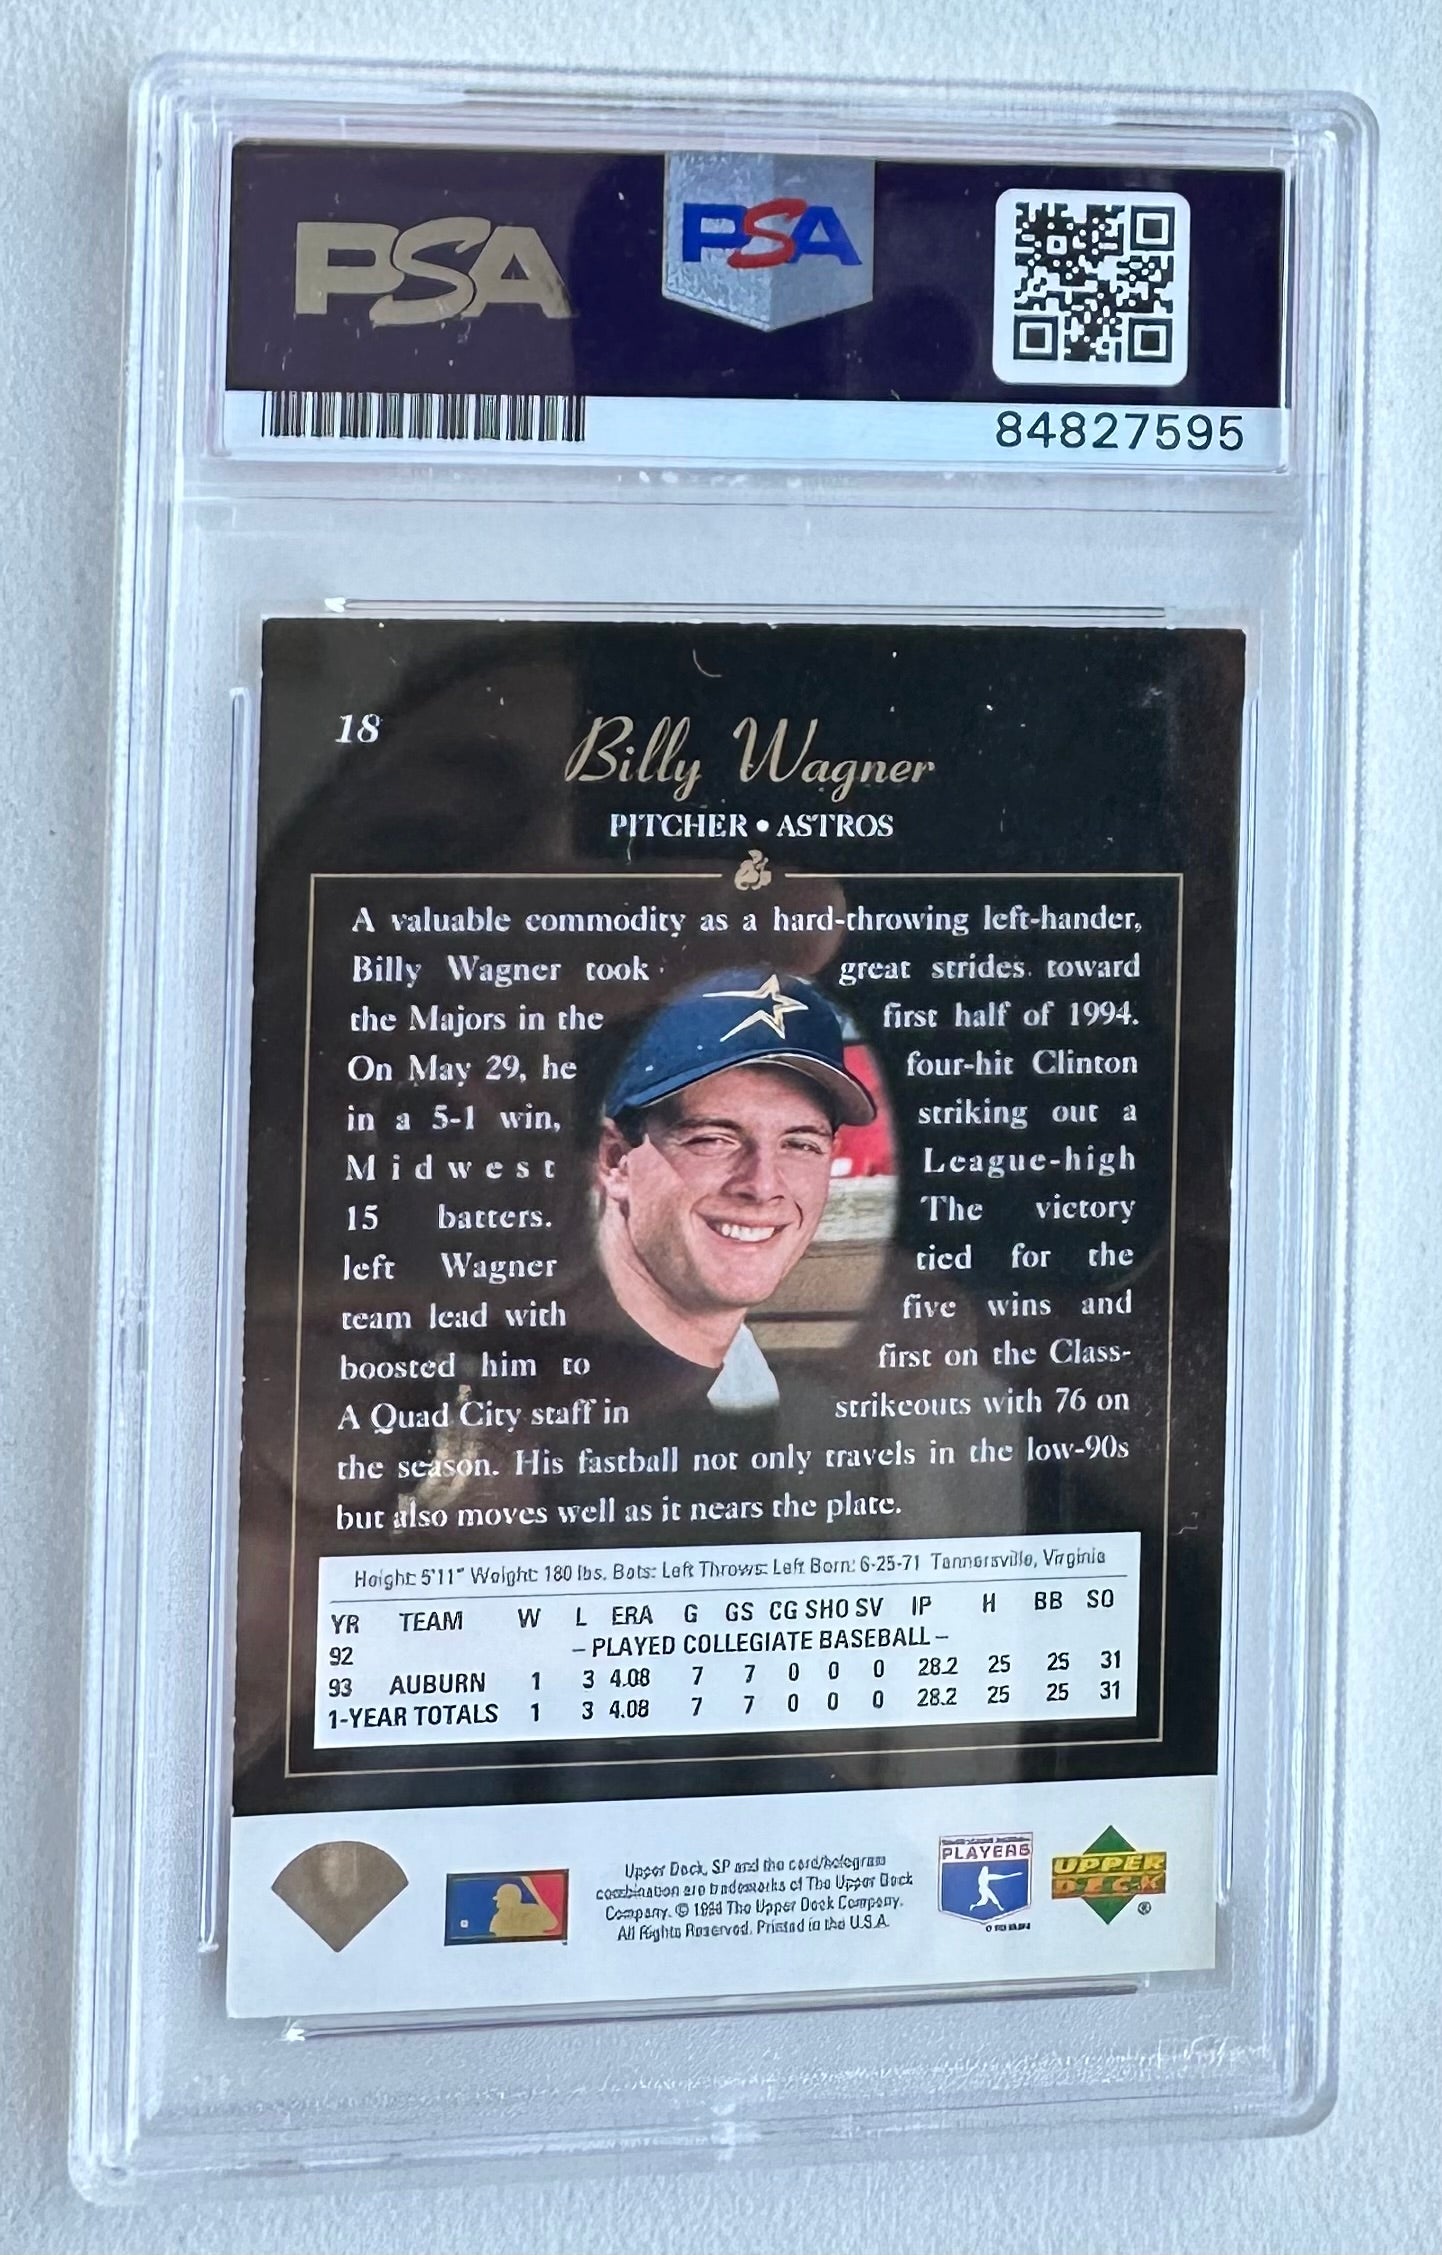 PSA PSA
84827595
18
Billy Wagner
PITCHER • ASTROS
A valuable commodity as a hard-throwing left-hander,
Billy Wagner took great strides toward
the Majors in the first half of 1994.
On May 29, he four-hit Clinton
in a 5-1 win, striking out a
Midwest League-high
15 batters. The victory
left Wagner tied for the
team lead with five wins and
boosted him to first on the Class-
A Quad City staff in strikeouts with 76 on
the season. His fastball not only travels in the low-90s
but also moves well as it nears the plate.
Height: 5'11" Weight: 180 lbs. Bats: Left Throws: Left Born: 6-25-71 Tannersville, Virginia
YR TEAM W L ERA G GS CG SHO SV IP H BB SO
92 – PLAYED COLLEGIATE BASEBALL –
93 AUBURN 1 3 4.08 7 7 0 0 0 28.2 25 25 31
1-YEAR TOTALS 1 3 4.08 7 7 0 0 0 28.2 25 25 31
Upper Deck, SP and the card/hologram
combination are trademarks of The Upper Deck
Company. © 1994 The Upper Deck Company.
All Rights Reserved. Printed in the U.S.A.
PLAYERS
UPPER
DECK
®